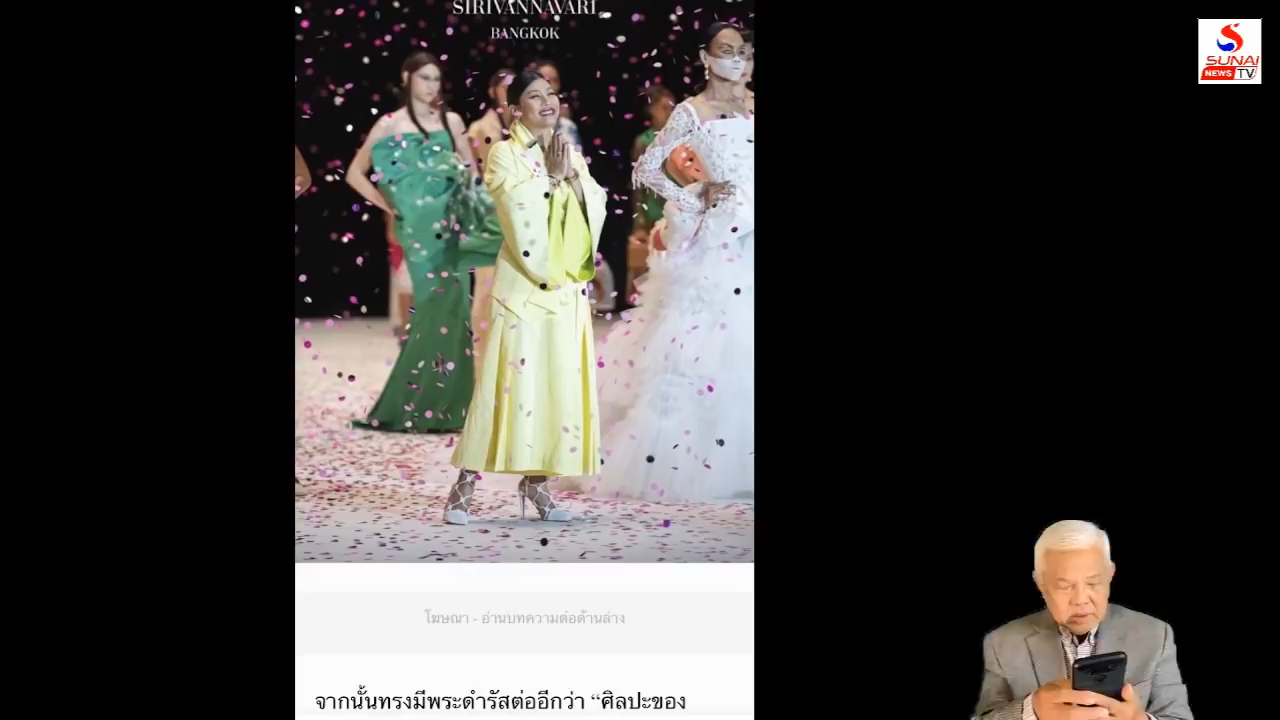 SIRIVANNAVARI
BANGKOK
SUNAI
NEWS TV
โฆษณา - อ่านบทความต่อด้านล่าง
จากนั้นทรงมีพระดำรัสต่ออีกว่า “ศิลปะของ